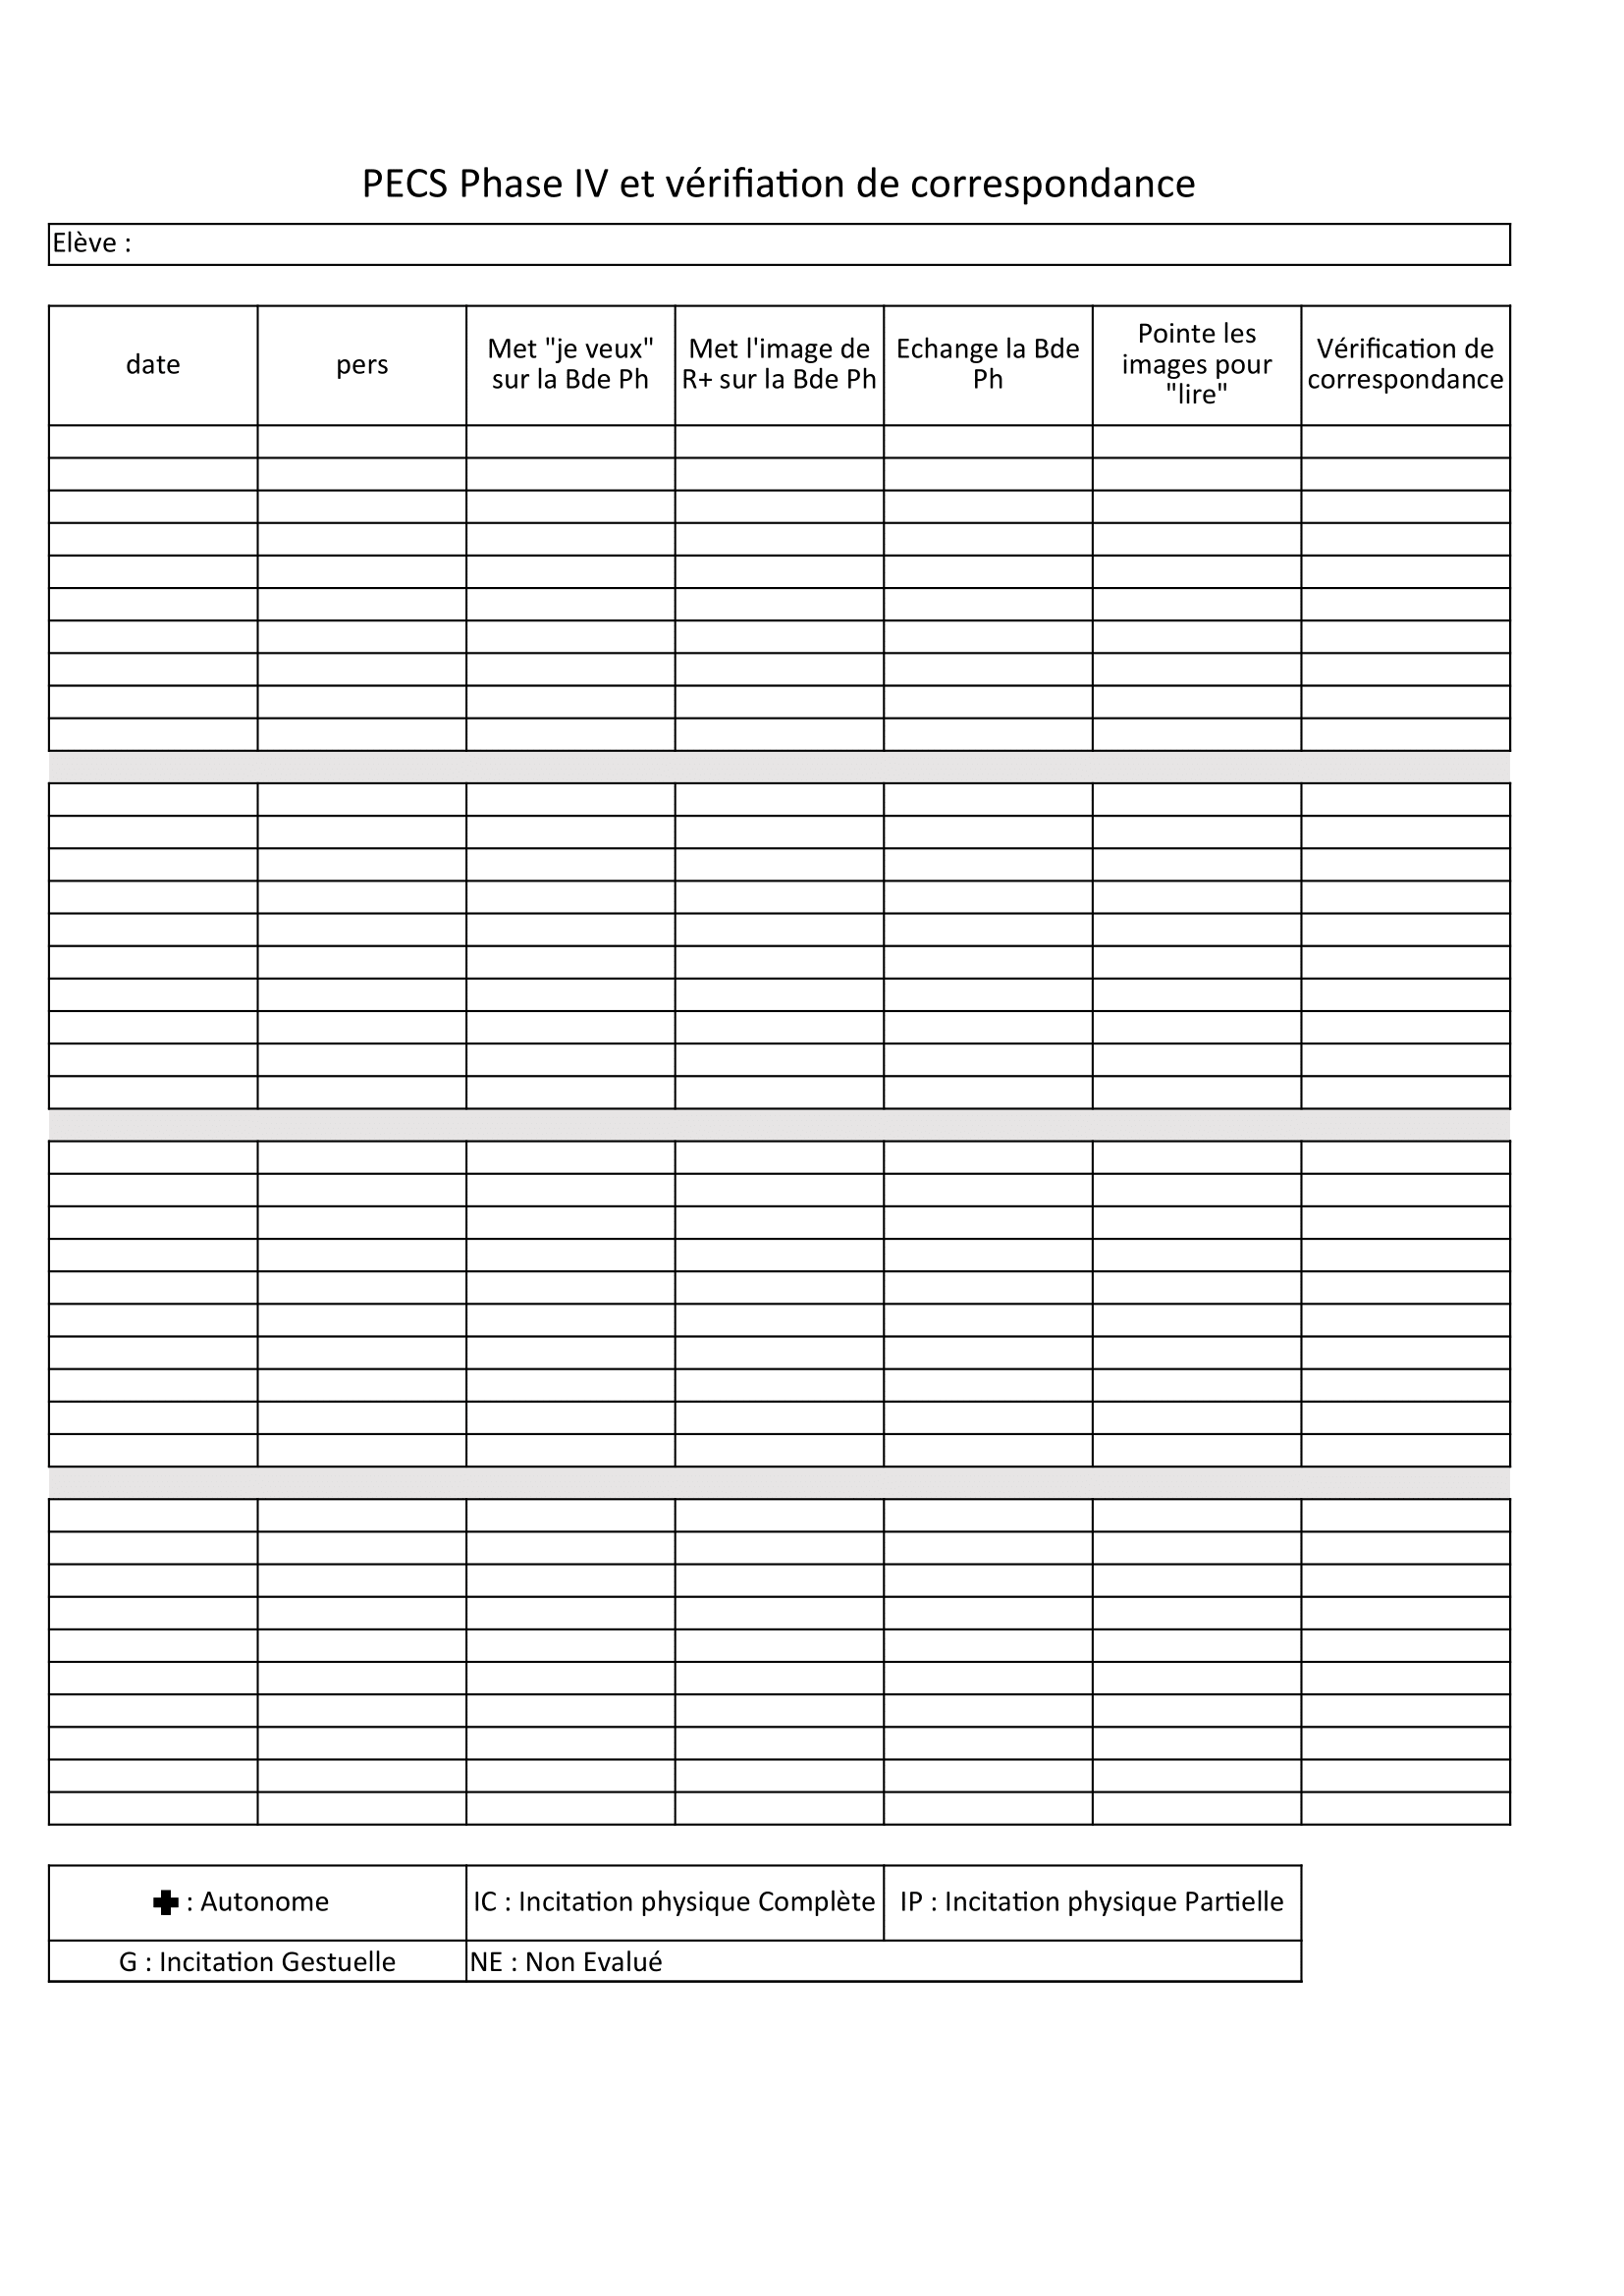 PECS Phase IV et vérifiation de correspondance
Elève :
date
pers
Met "je veux"
sur la Bde Ph
Met l'image de
R+ sur la Bde Ph
Echange la Bde
Ph
Pointe les
images pour
"lire"
Vérification de
correspondance
✚ : Autonome
IC : Incitation physique Complète
IP : Incitation physique Partielle
G : Incitation Gestuelle
NE : Non Evalué